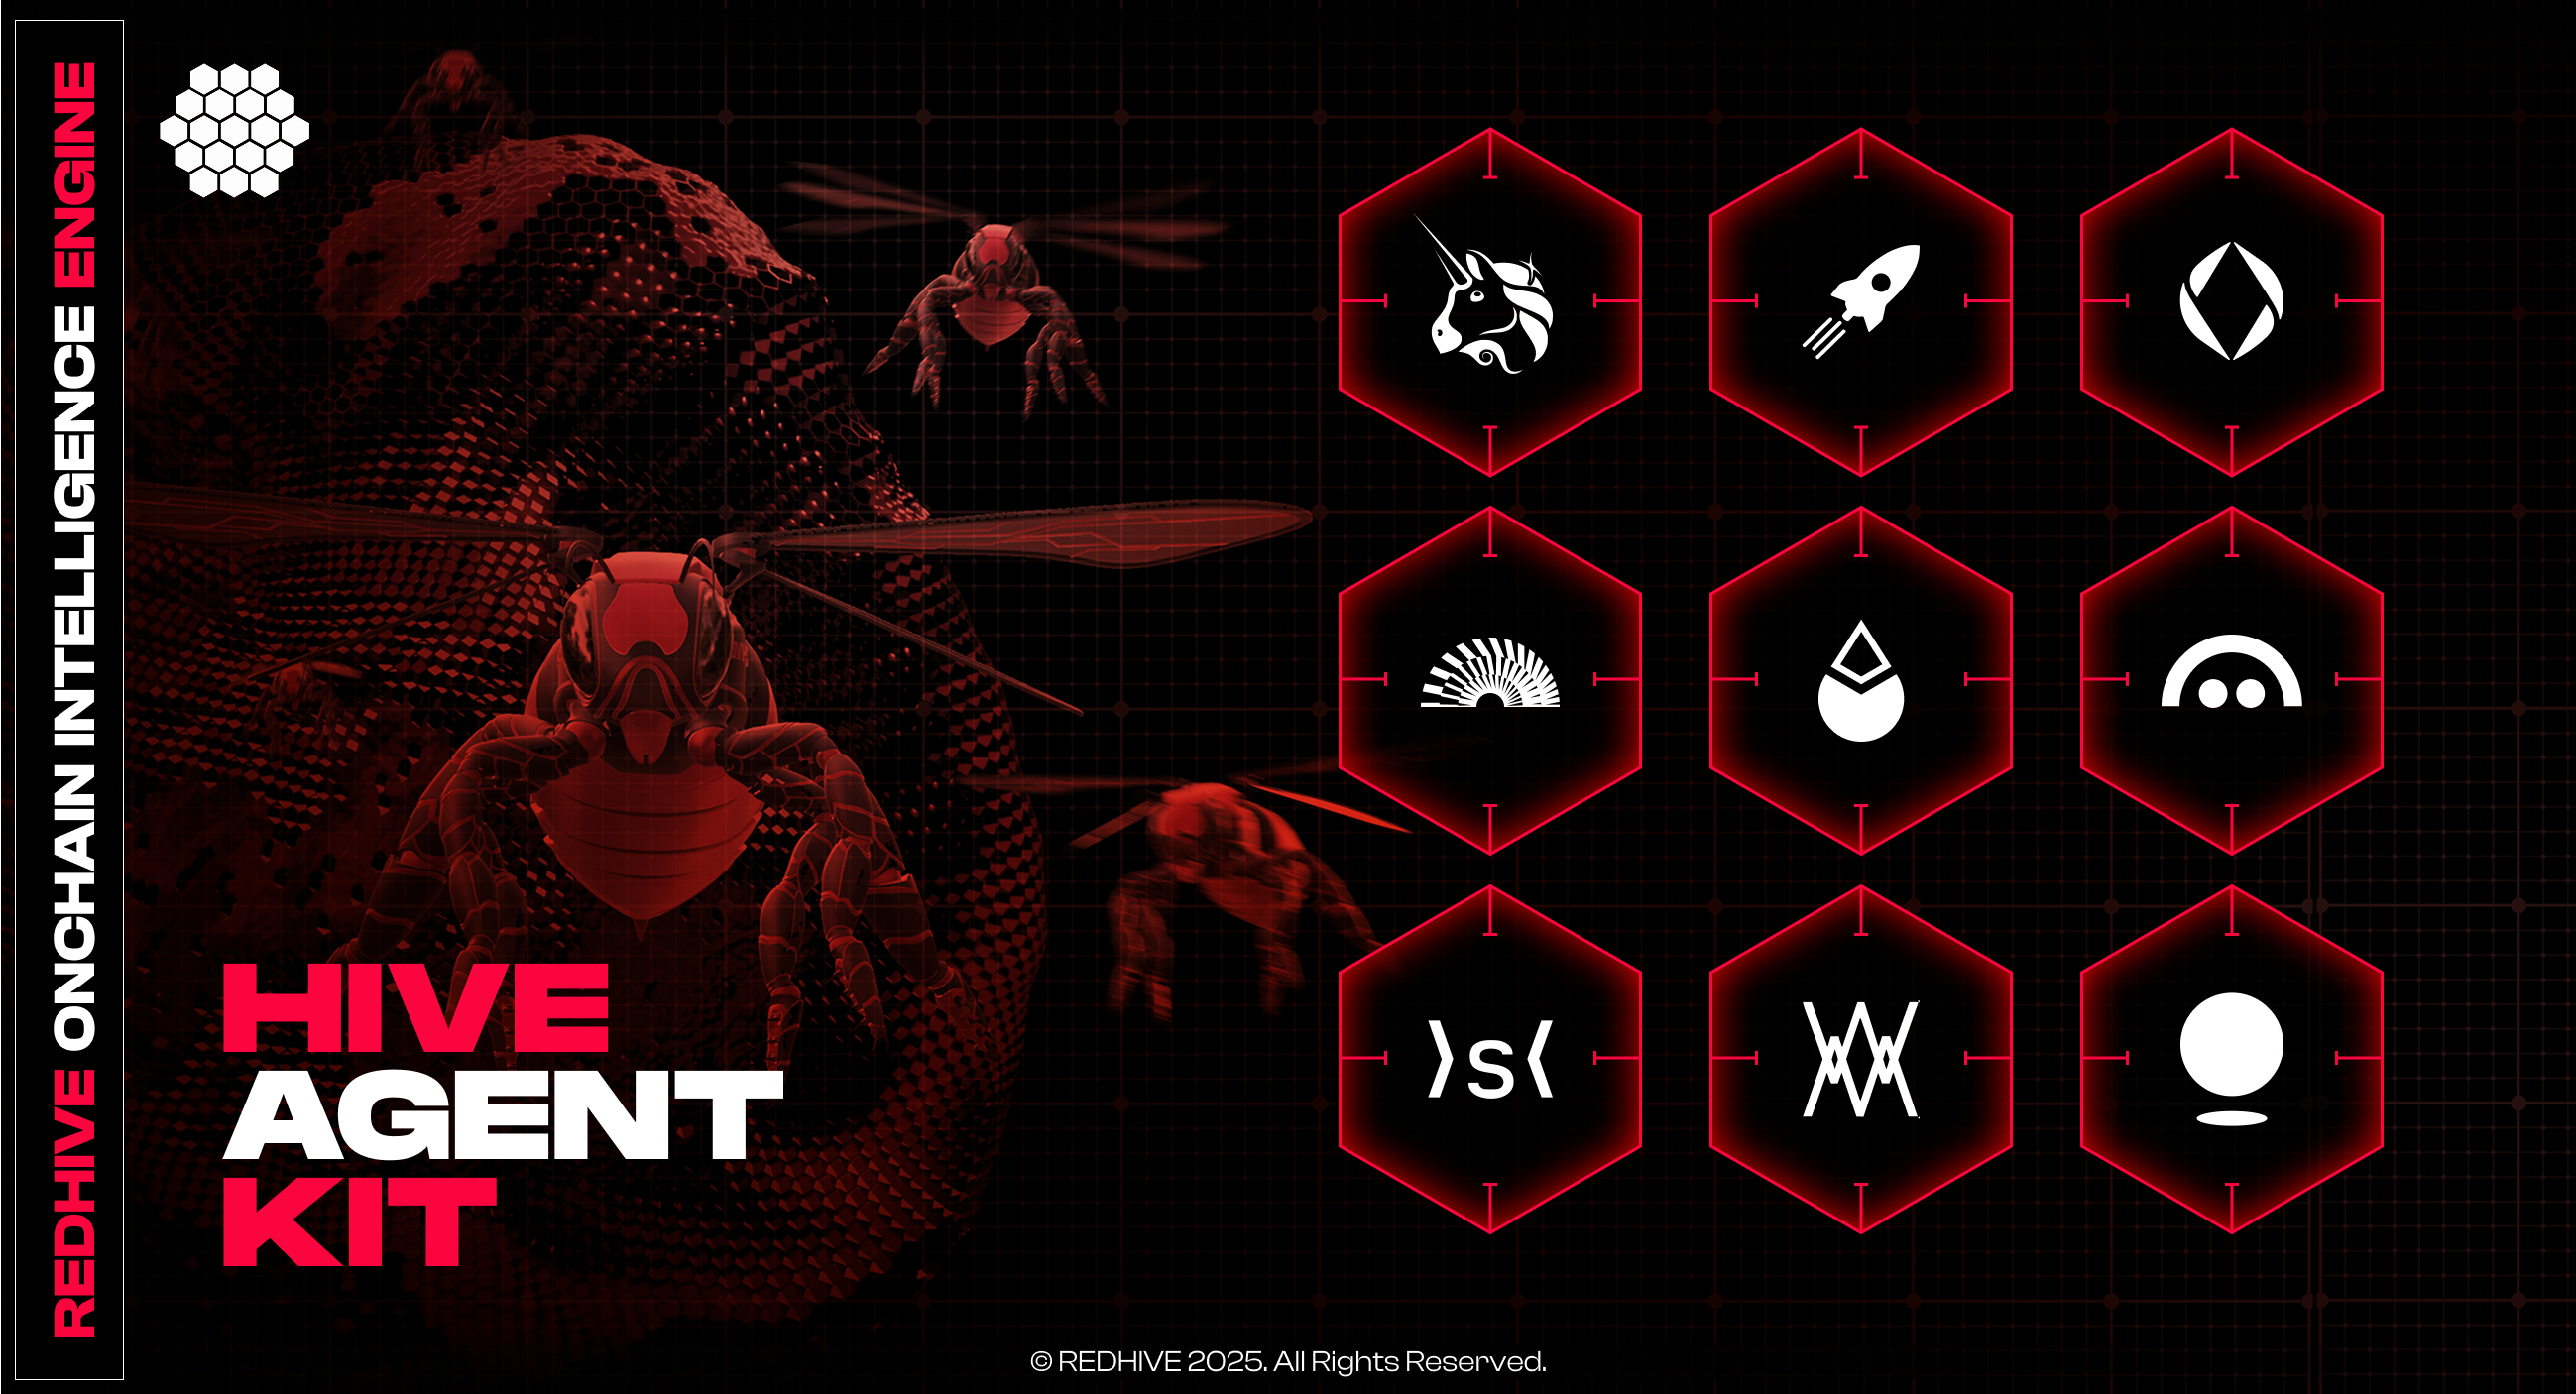 REDHIVE ONCHAIN INTELLIGENCE ENGINE
HIVE
AGENT
KIT
⟩s⟨
© REDHIVE 2025. All Rights Reserved.